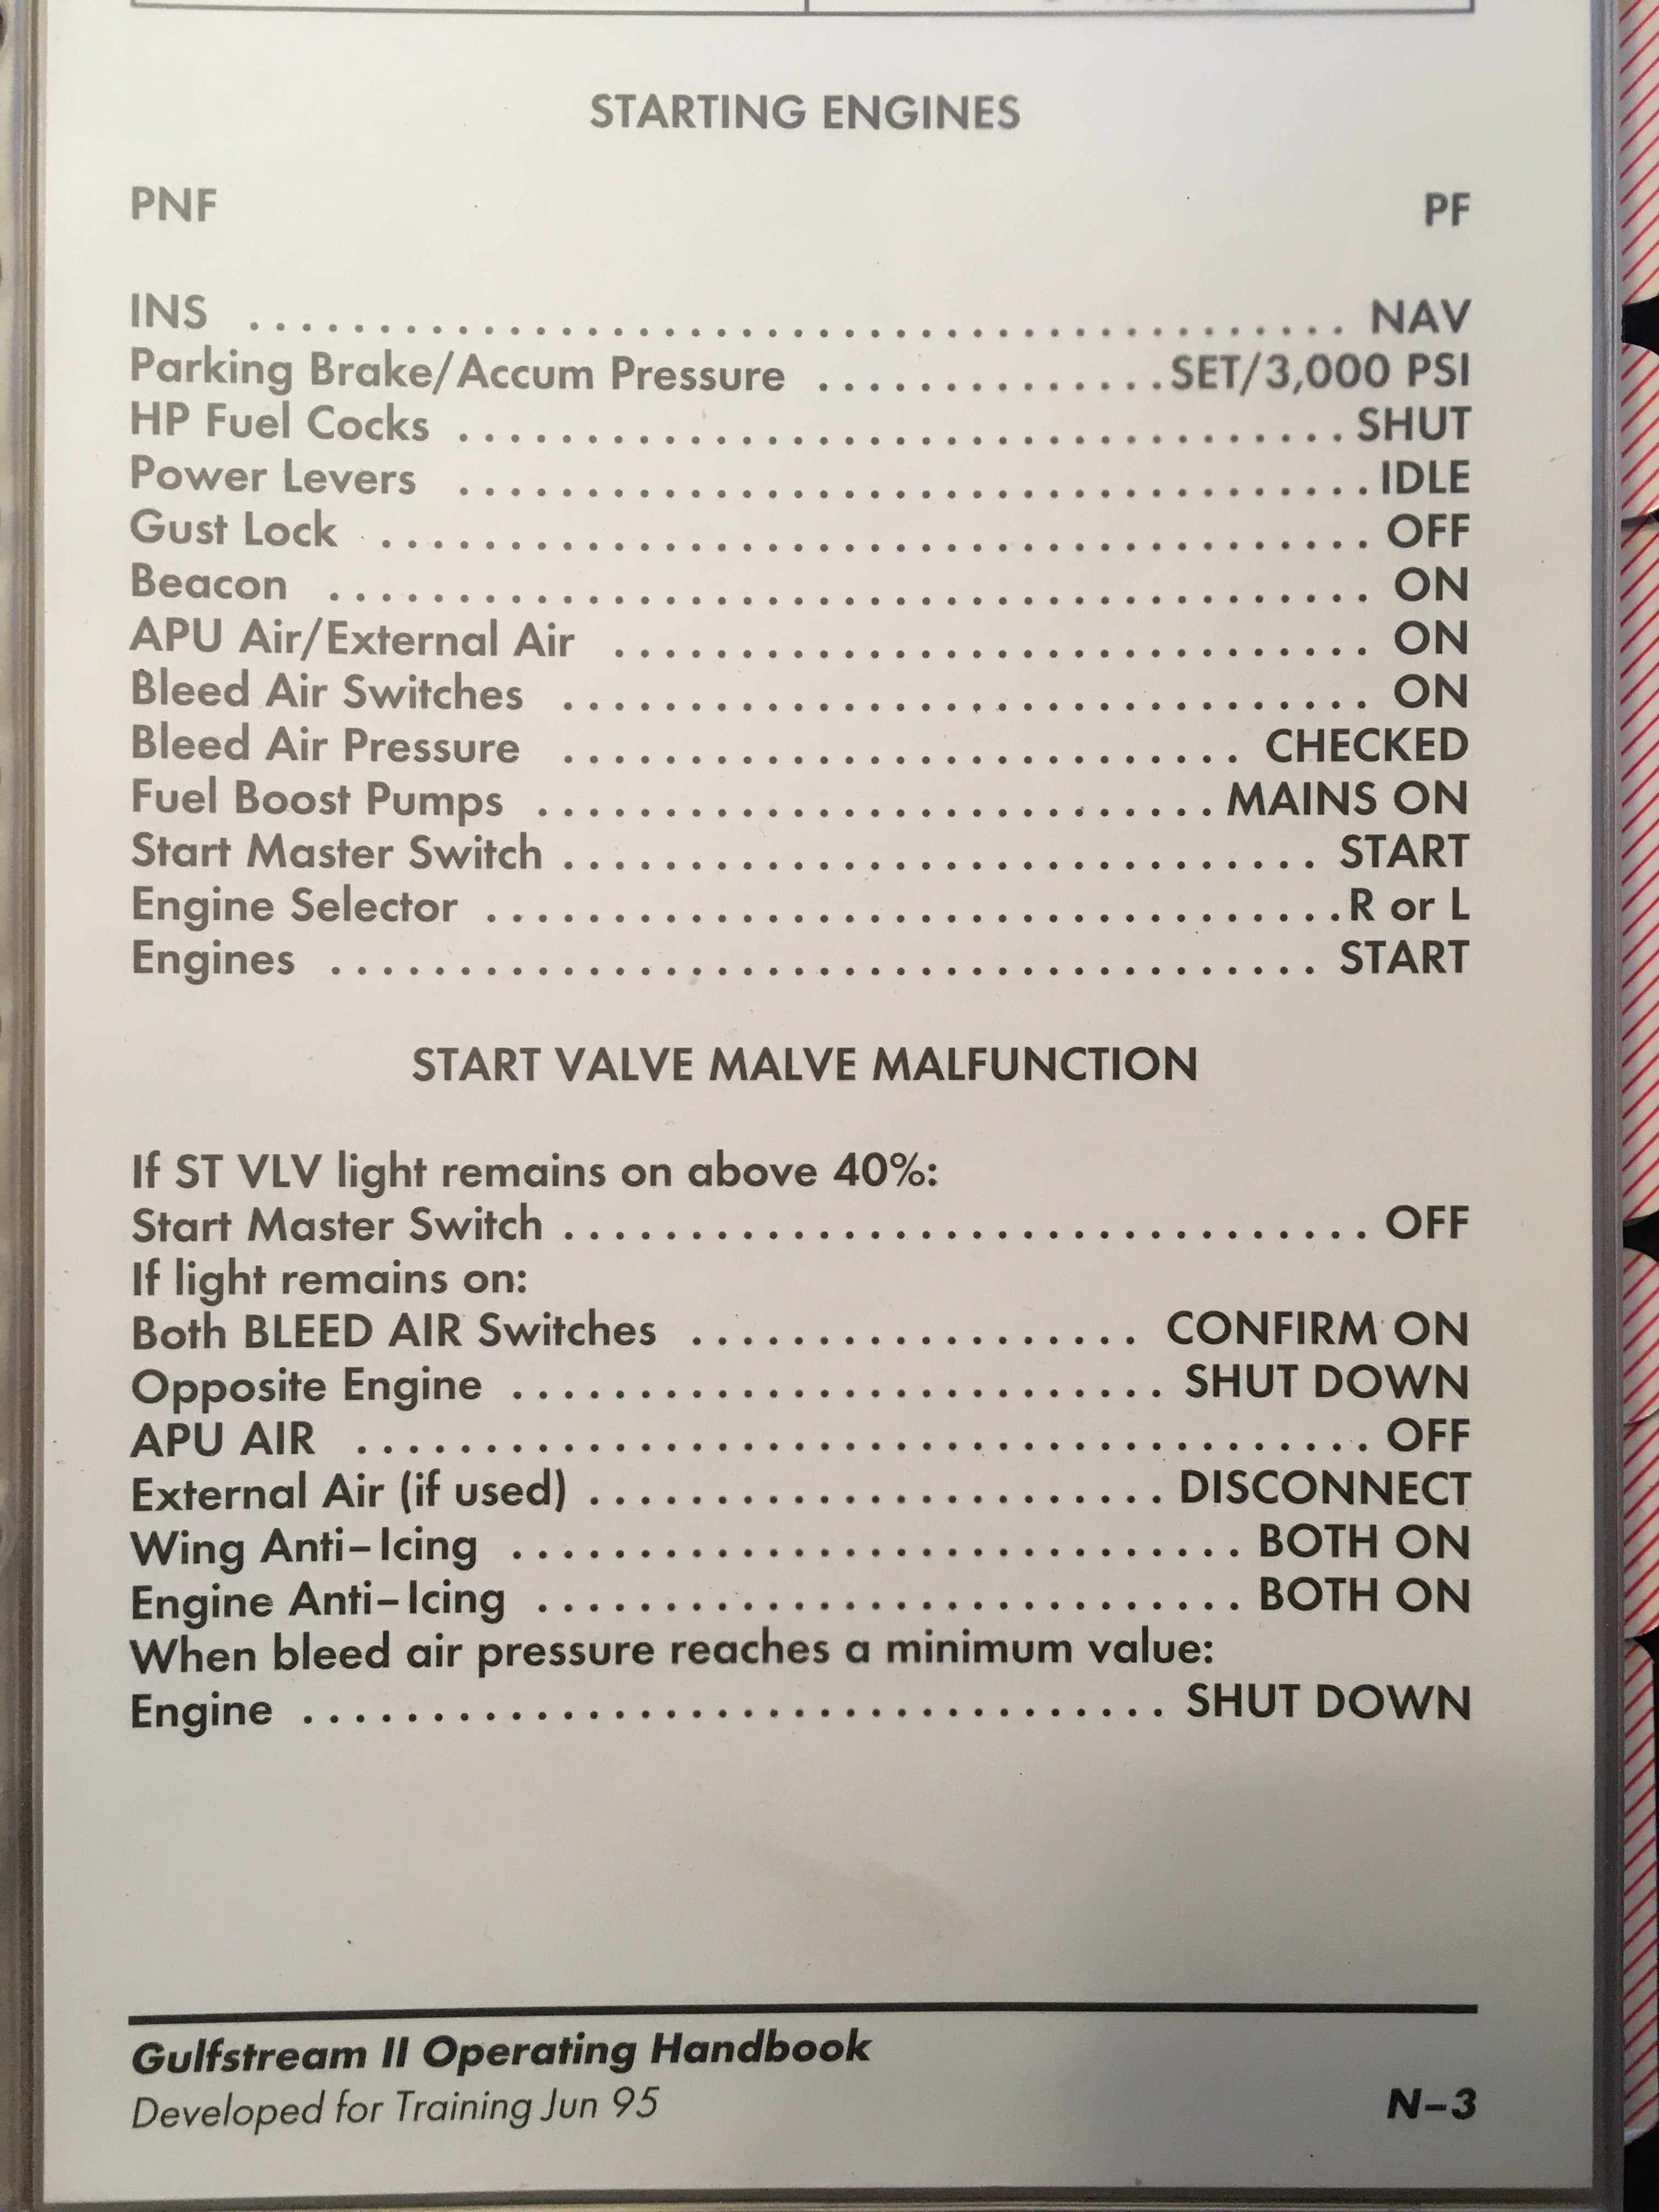 STARTING ENGINES
PNF PF
INS ........................................... NAV
Parking Brake/Accum Pressure .............. SET/3,000 PSI
HP Fuel Cocks ................................... SHUT
Power Levers .................................... IDLE
Gust Lock ....................................... OFF
Beacon ......................................... ON
APU Air/External Air .............................. ON
Bleed Air Switches ................................ ON
Bleed Air Pressure ........................... CHECKED
Fuel Boost Pumps ........................... MAINS ON
Start Master Switch .............................. START
Engine Selector .................................. R or L
Engines ....................................... START
START VALVE MALVE MALFUNCTION
If ST VLV light remains on above 40%:
Start Master Switch ................................ OFF
If light remains on:
Both BLEED AIR Switches .................. CONFIRM ON
Opposite Engine .......................... SHUT DOWN
APU AIR ........................................ OFF
External Air (if used) ....................... DISCONNECT
Wing Anti–Icing ............................. BOTH ON
Engine Anti–Icing ............................ BOTH ON
When bleed air pressure reaches a minimum value:
Engine .................................. SHUT DOWN
Gulfstream II Operating Handbook
Developed for Training Jun 95 N–3